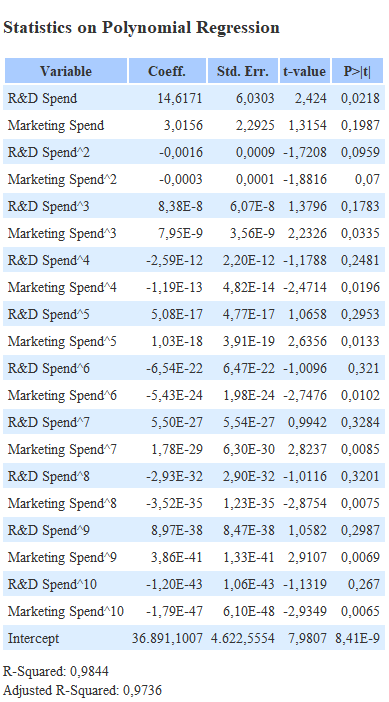 Statistics on Polynomial Regression
Variable Coeff. Std. Err. t-value P>|t|
R&D Spend 14,6171 6,0303 2,424 0,0218
Marketing Spend 3,0156 2,2925 1,3154 0,1987
R&D Spend^2 -0,0016 0,0009 -1,7208 0,0959
Marketing Spend^2 -0,0003 0,0001 -1,8816 0,07
R&D Spend^3 8,38E-8 6,07E-8 1,3796 0,1783
Marketing Spend^3 7,95E-9 3,56E-9 2,2326 0,0335
R&D Spend^4 -2,59E-12 2,20E-12 -1,1788 0,2481
Marketing Spend^4 -1,19E-13 4,82E-14 -2,4714 0,0196
R&D Spend^5 5,08E-17 4,77E-17 1,0658 0,2953
Marketing Spend^5 1,03E-18 3,91E-19 2,6356 0,0133
R&D Spend^6 -6,54E-22 6,47E-22 -1,0096 0,321
Marketing Spend^6 -5,43E-24 1,98E-24 -2,7476 0,0102
R&D Spend^7 5,50E-27 5,54E-27 0,9942 0,3284
Marketing Spend^7 1,78E-29 6,30E-30 2,8237 0,0085
R&D Spend^8 -2,93E-32 2,90E-32 -1,0116 0,3201
Marketing Spend^8 -3,52E-35 1,23E-35 -2,8754 0,0075
R&D Spend^9 8,97E-38 8,47E-38 1,0582 0,2987
Marketing Spend^9 3,86E-41 1,33E-41 2,9107 0,0069
R&D Spend^10 -1,20E-43 1,06E-43 -1,1319 0,267
Marketing Spend^10 -1,79E-47 6,10E-48 -2,9349 0,0065
Intercept 36.891,1007 4.622,5554 7,9807 8,41E-9
R-Squared: 0,9844
Adjusted R-Squared: 0,9736